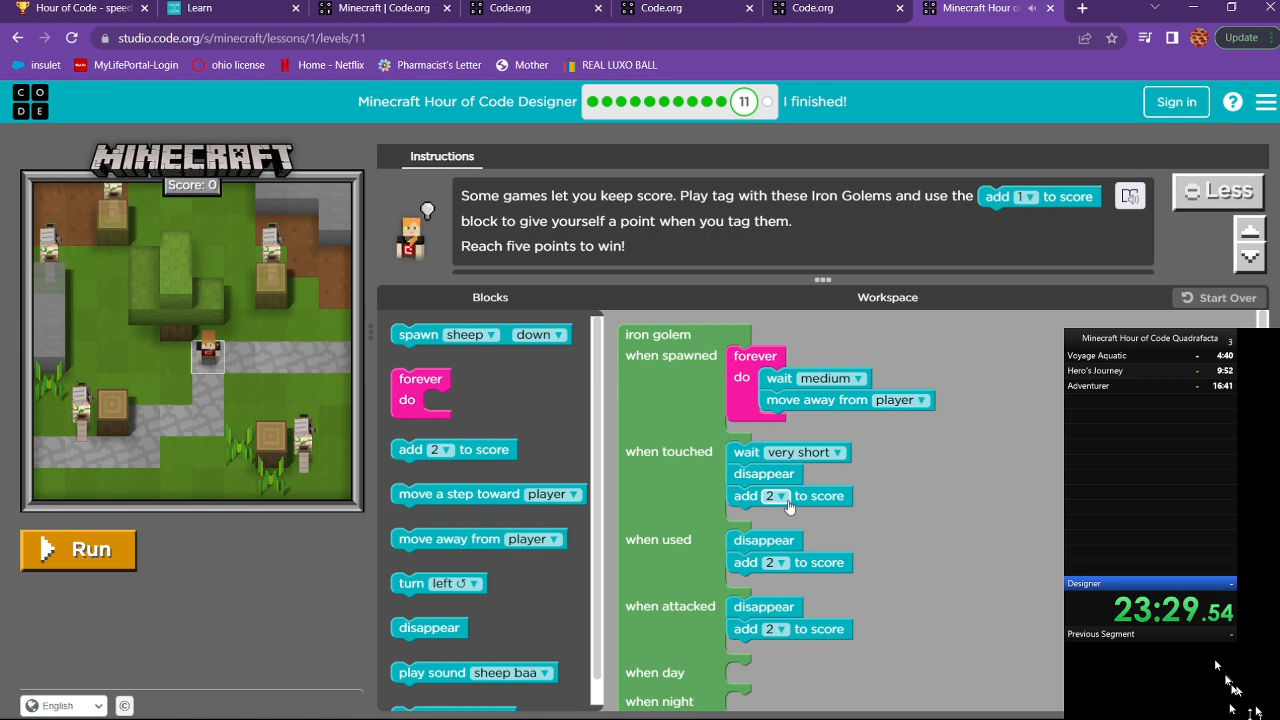 Hour of Code - speed
Learn
Minecraft | Code.org
Code.org
Code.org
Code.org
Minecraft Hour of
studio.code.org/s/minecraft/lessons/1/levels/11
Update
insulet
MyLifePortal-Login
ohio license
Home - Netflix
Pharmacist's Letter
Mother
REAL LUXO BALL
C O
D E
Minecraft Hour of Code Designer
11
I finished!
Sign in
?
MINECRAFT
Score: 0
Instructions
Some games let you keep score. Play tag with these Iron Golems and use the add 1 to score
block to give yourself a point when you tag them.
Reach five points to win!
Less
Blocks
Workspace
Start Over
spawn sheep down
forever
do
add 2 to score
move a step toward player
move away from player
turn left ↺
disappear
play sound sheep baa
iron golem
when spawned
forever
do
wait medium
move away from player
when touched
wait very short
disappear
add 2 to score
when used
disappear
add 2 to score
when attacked
disappear
add 2 to score
when day
when night
Run
English
©
Minecraft Hour of Code Quadrafacta 3
Voyage Aquatic - 4:40
Hero's Journey - 9:52
Adventurer - 16:41
Designer -
23:29.54
Previous Segment -